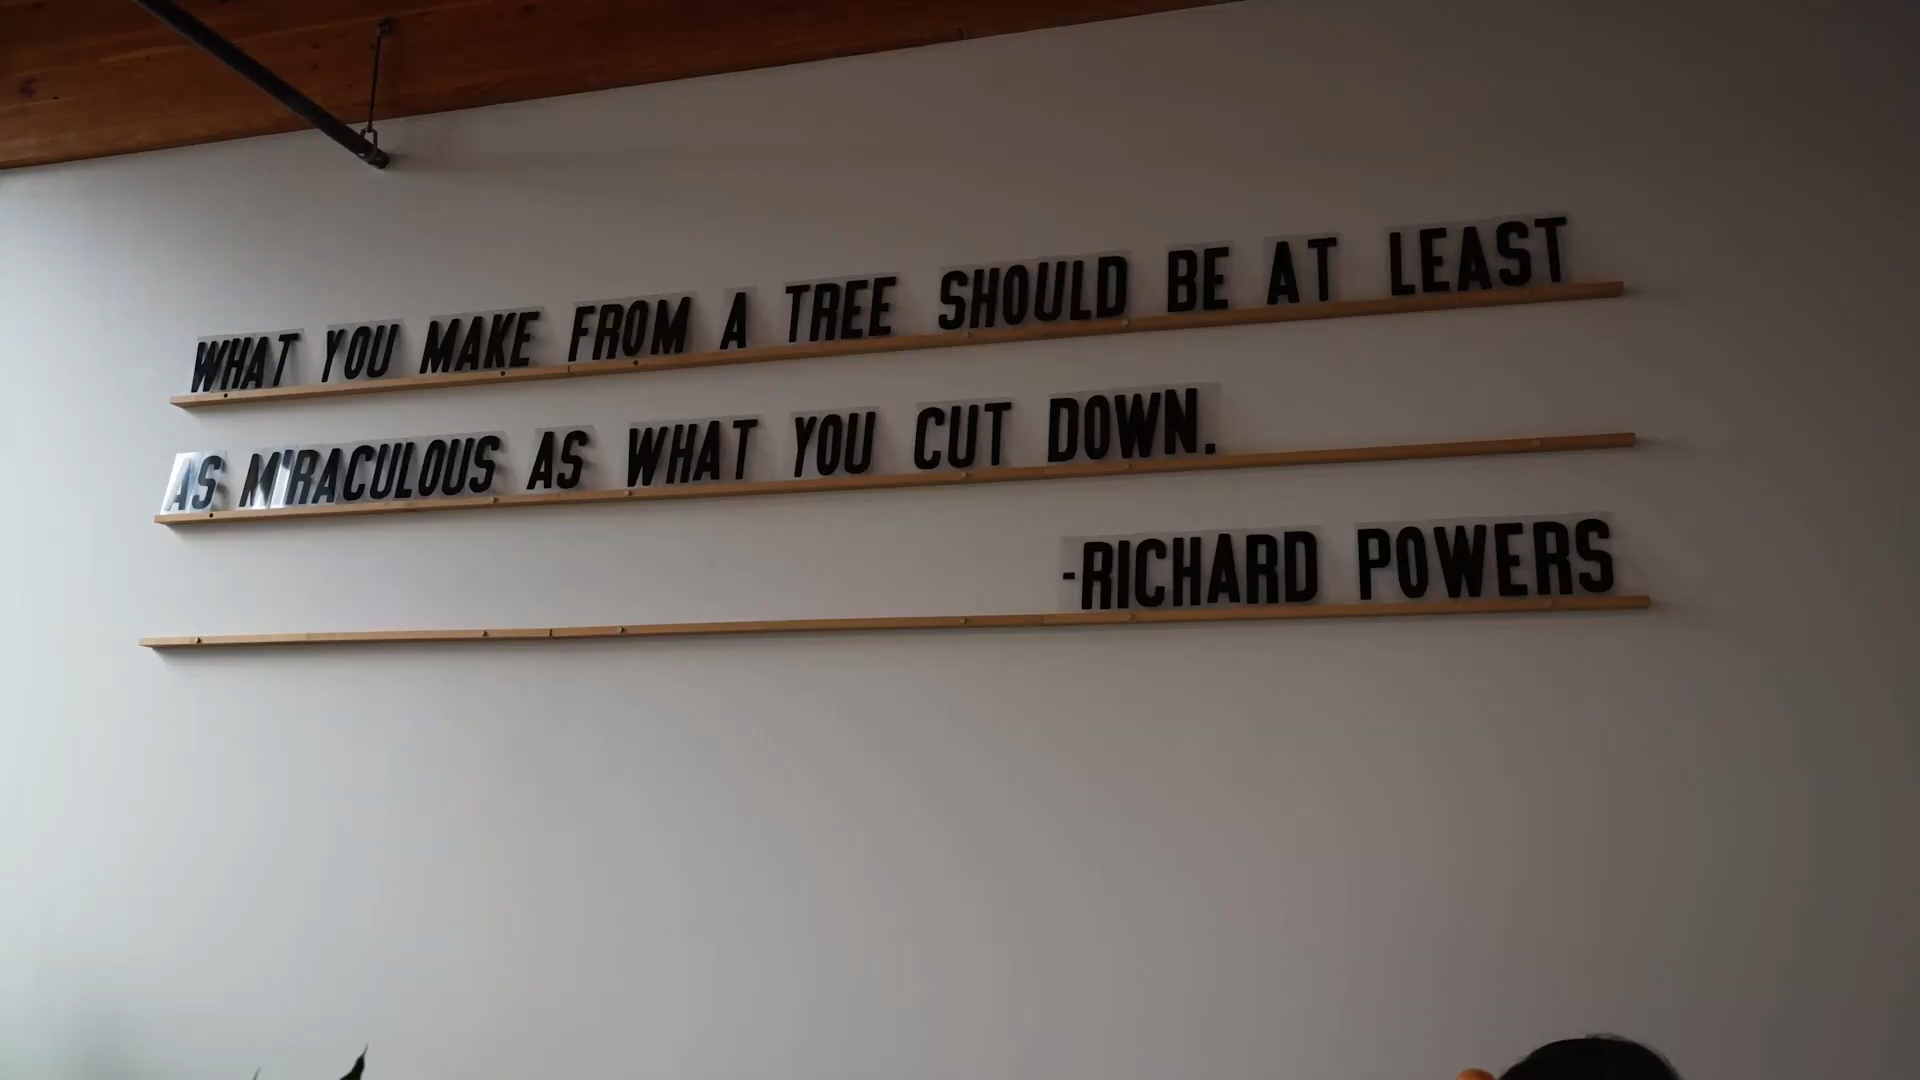 WHAT YOU MAKE FROM A TREE SHOULD BE AT LEAST
AS MIRACULOUS AS WHAT YOU CUT DOWN.
-RICHARD POWERS